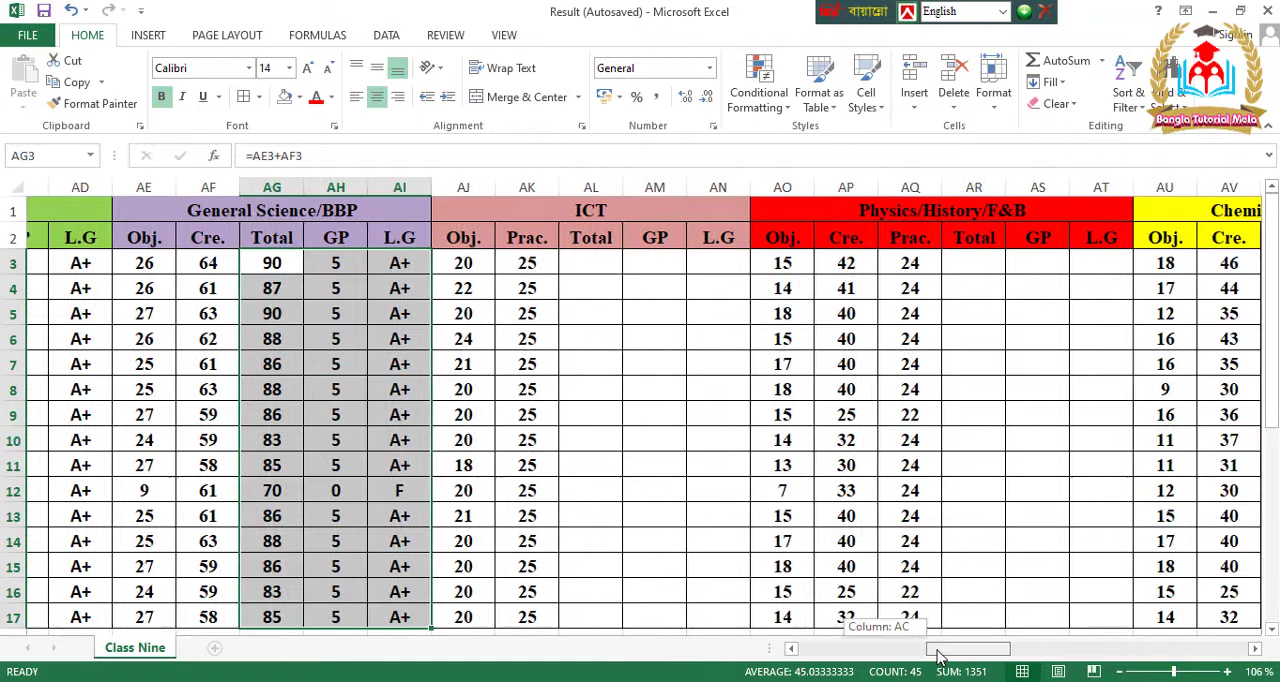 Result (Autosaved) - Microsoft Excel
বায়ান্নো
English
FILE HOME INSERT PAGE LAYOUT FORMULAS DATA REVIEW VIEW
Paste
Cut
Copy
Format Painter
Clipboard
Calibri 14
B I U
Font
Wrap Text
Merge & Center
Alignment
General
Number
Conditional Formatting
Format as Table
Cell Styles
Styles
Insert Delete Format
Cells
AutoSum
Fill
Clear
Sort & Filter
Editing
Bangla Tutorial Mela
AG3 =AE3+AF3
AD AE AF AG AH AI AJ AK AL AM AN AO AP AQ AR AS AT AU AV
1 General Science/BBP ICT Physics/History/F&B Chemi
2 L.G Obj. Cre. Total GP L.G Obj. Prac. Total GP L.G Obj. Cre. Prac. Total GP L.G Obj. Cre.
3 A+ 26 64 90 5 A+ 20 25 15 42 24 18 46
4 A+ 26 61 87 5 A+ 22 25 14 41 24 17 44
5 A+ 27 63 90 5 A+ 20 25 18 40 24 12 35
6 A+ 26 62 88 5 A+ 24 25 15 40 24 16 43
7 A+ 25 61 86 5 A+ 21 25 17 40 24 16 35
8 A+ 25 63 88 5 A+ 20 25 18 40 24 9 30
9 A+ 27 59 86 5 A+ 20 25 15 25 22 16 36
10 A+ 24 59 83 5 A+ 20 25 14 32 24 11 37
11 A+ 27 58 85 5 A+ 18 25 13 30 24 11 31
12 A+ 9 61 70 0 F 20 25 7 33 24 12 30
13 A+ 25 61 86 5 A+ 21 25 15 40 24 15 40
14 A+ 25 63 88 5 A+ 20 25 17 40 24 17 40
15 A+ 27 59 86 5 A+ 20 25 18 40 24 18 40
16 A+ 24 59 83 5 A+ 20 25 15 25 22 15 25
17 A+ 27 58 85 5 A+ 20 25 14 32 24 14 32
Column: AC
Class Nine
READY AVERAGE: 45.03333333 COUNT: 45 SUM: 1351 106 %